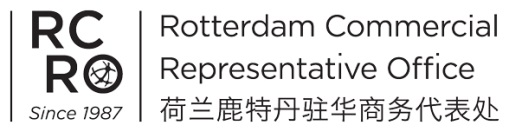 RC
RO
Since 1987
Rotterdam Commercial
Representative Office
荷兰鹿特丹驻华商务代表处